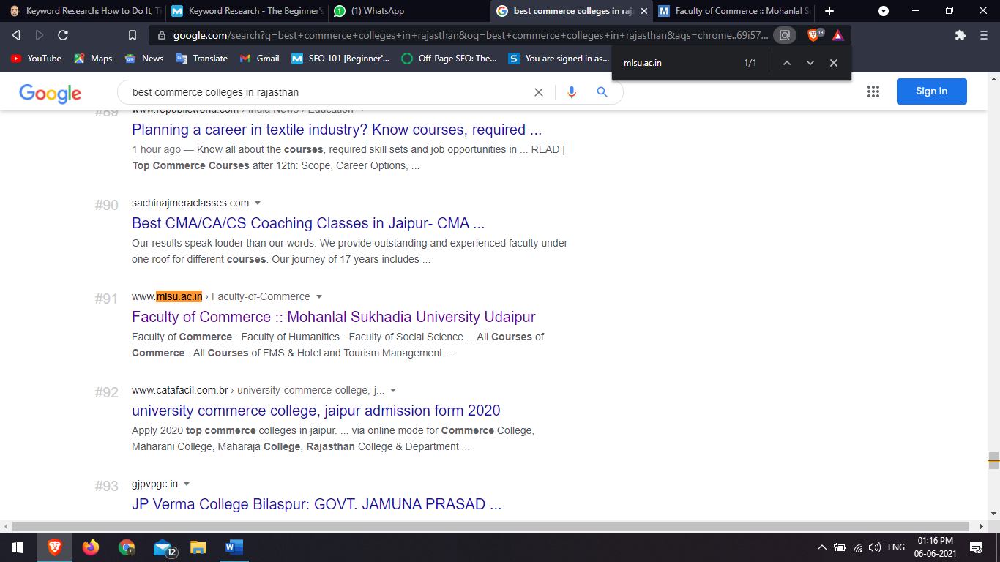 Keyword Research: How to Do It, Ti
Keyword Research - The Beginner's
(1) WhatsApp
best commerce colleges in raja
Faculty of Commerce :: Mohanlal Su
google.com/search?q=best+commerce+colleges+in+rajasthan&oq=best+commerce+colleges+in+rajasthan&aqs=chrome..69i57...
13
YouTube
Maps
News
Translate
Gmail
SEO 101 [Beginner'...
Off-Page SEO: The...
You are signed in as...
mlsu.ac.in
1/1
Google
best commerce colleges in rajasthan
Sign in
#89
www.republicworld.com › India News › Education
Planning a career in textile industry? Know courses, required ...
1 hour ago — Know all about the courses, required skill sets and job opportunities in ... READ |
Top Commerce Courses after 12th: Scope, Career Options, ...
#90
sachinajmeraclasses.com
Best CMA/CA/CS Coaching Classes in Jaipur- CMA ...
Our results speak louder than our words. We provide outstanding and experienced faculty under
one roof for different courses. Our journey of 17 years includes ...
#91
www.mlsu.ac.in › Faculty-of-Commerce
Faculty of Commerce :: Mohanlal Sukhadia University Udaipur
Faculty of Commerce · Faculty of Humanities · Faculty of Social Science ... All Courses of
Commerce · All Courses of FMS & Hotel and Tourism Management ...
#92
www.catafacil.com.br › university-commerce-college,-j...
university commerce college, jaipur admission form 2020
Apply 2020 top commerce colleges in jaipur. ... via online mode for Commerce College,
Maharani College, Maharaja College, Rajasthan College & Department ...
#93
gjpvpgc.in
JP Verma College Bilaspur: GOVT. JAMUNA PRASAD ...
12
ENG
01:16 PM
06-06-2021